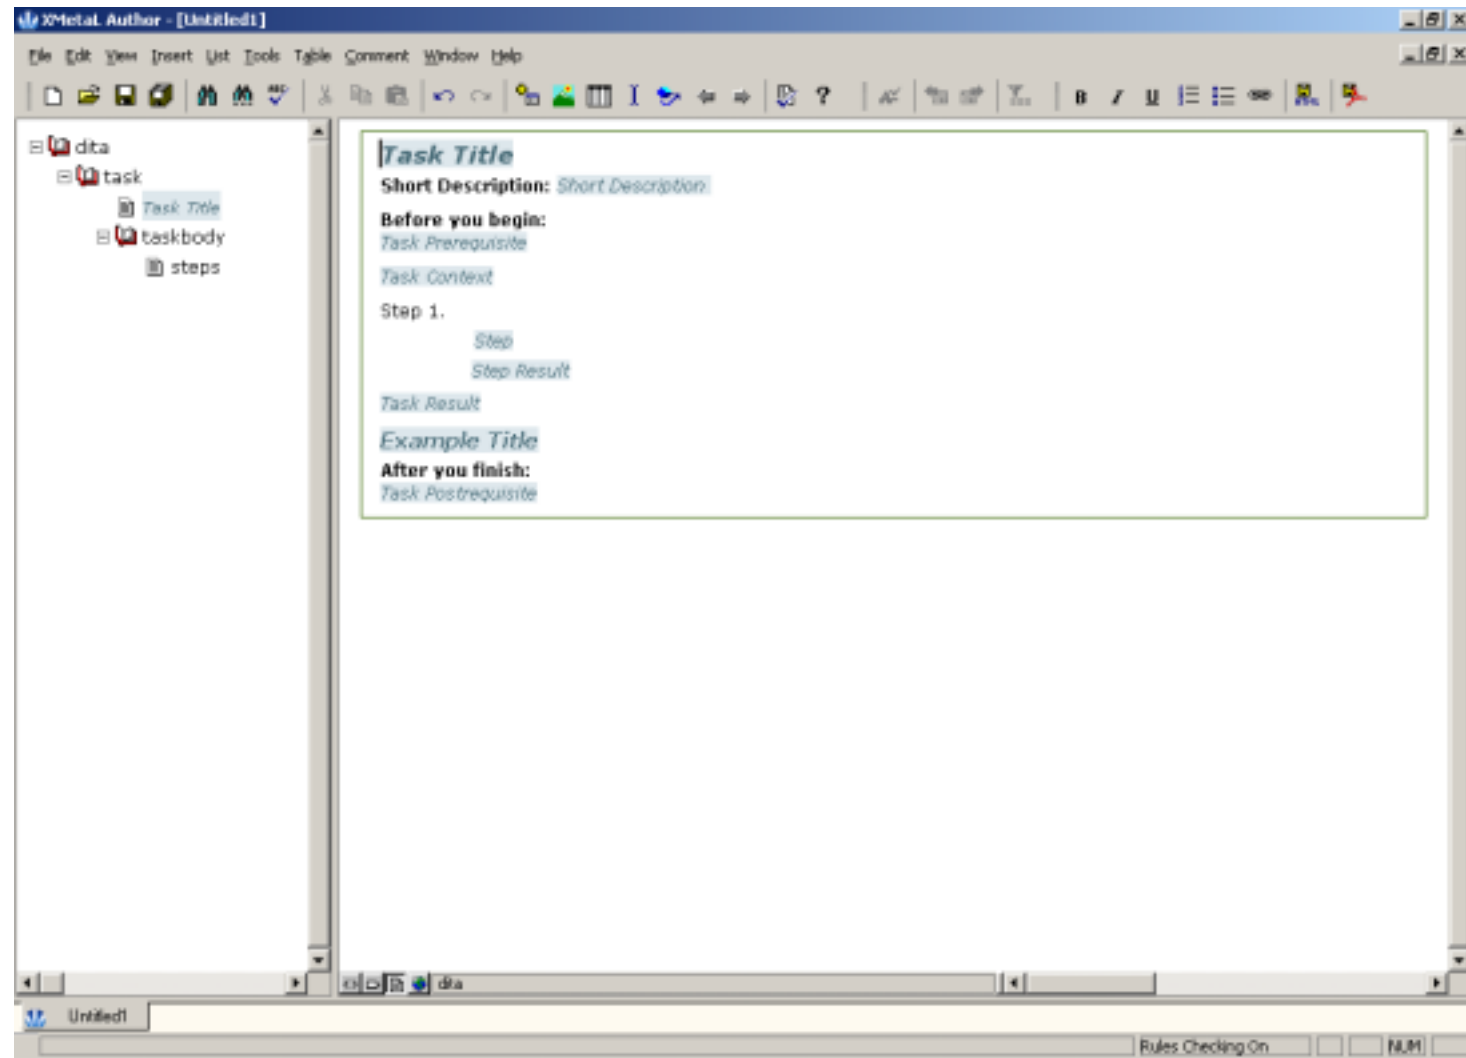 XMetaL Author - [Untitled1]
File Edit View Insert List Tools Table Comment Window Help
dita
task
Task Title
taskbody
steps
Task Title
Short Description: Short Description
Before you begin:
Task Prerequisite
Task Context
Step 1.
Step
Step Result
Task Result
Example Title
After you finish:
Task Postrequisite
dita
Untitled1
Rules Checking On NUM